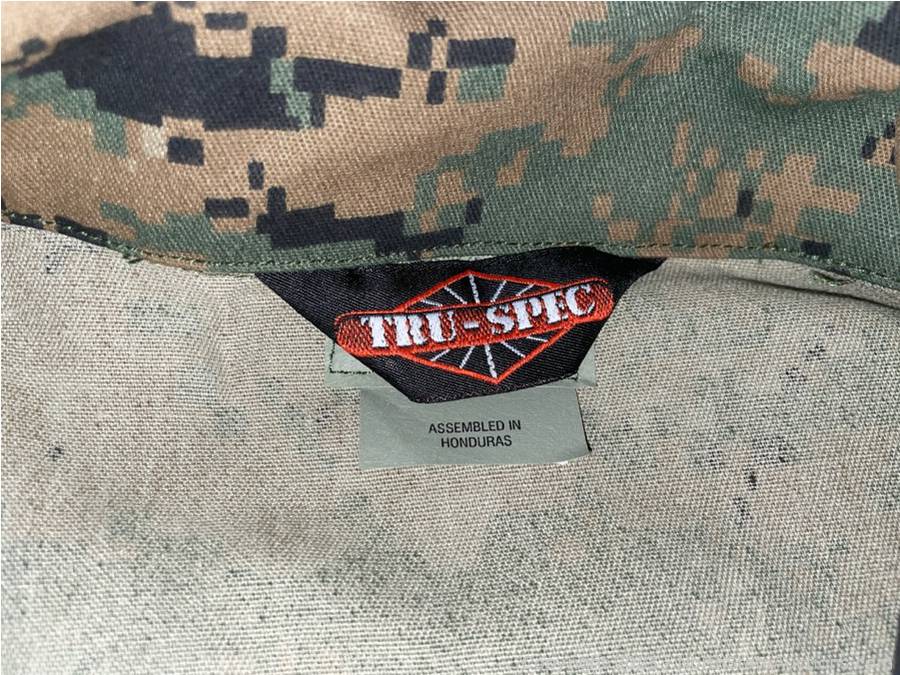 TRU-SPEC
ASSEMBLED IN
HONDURAS